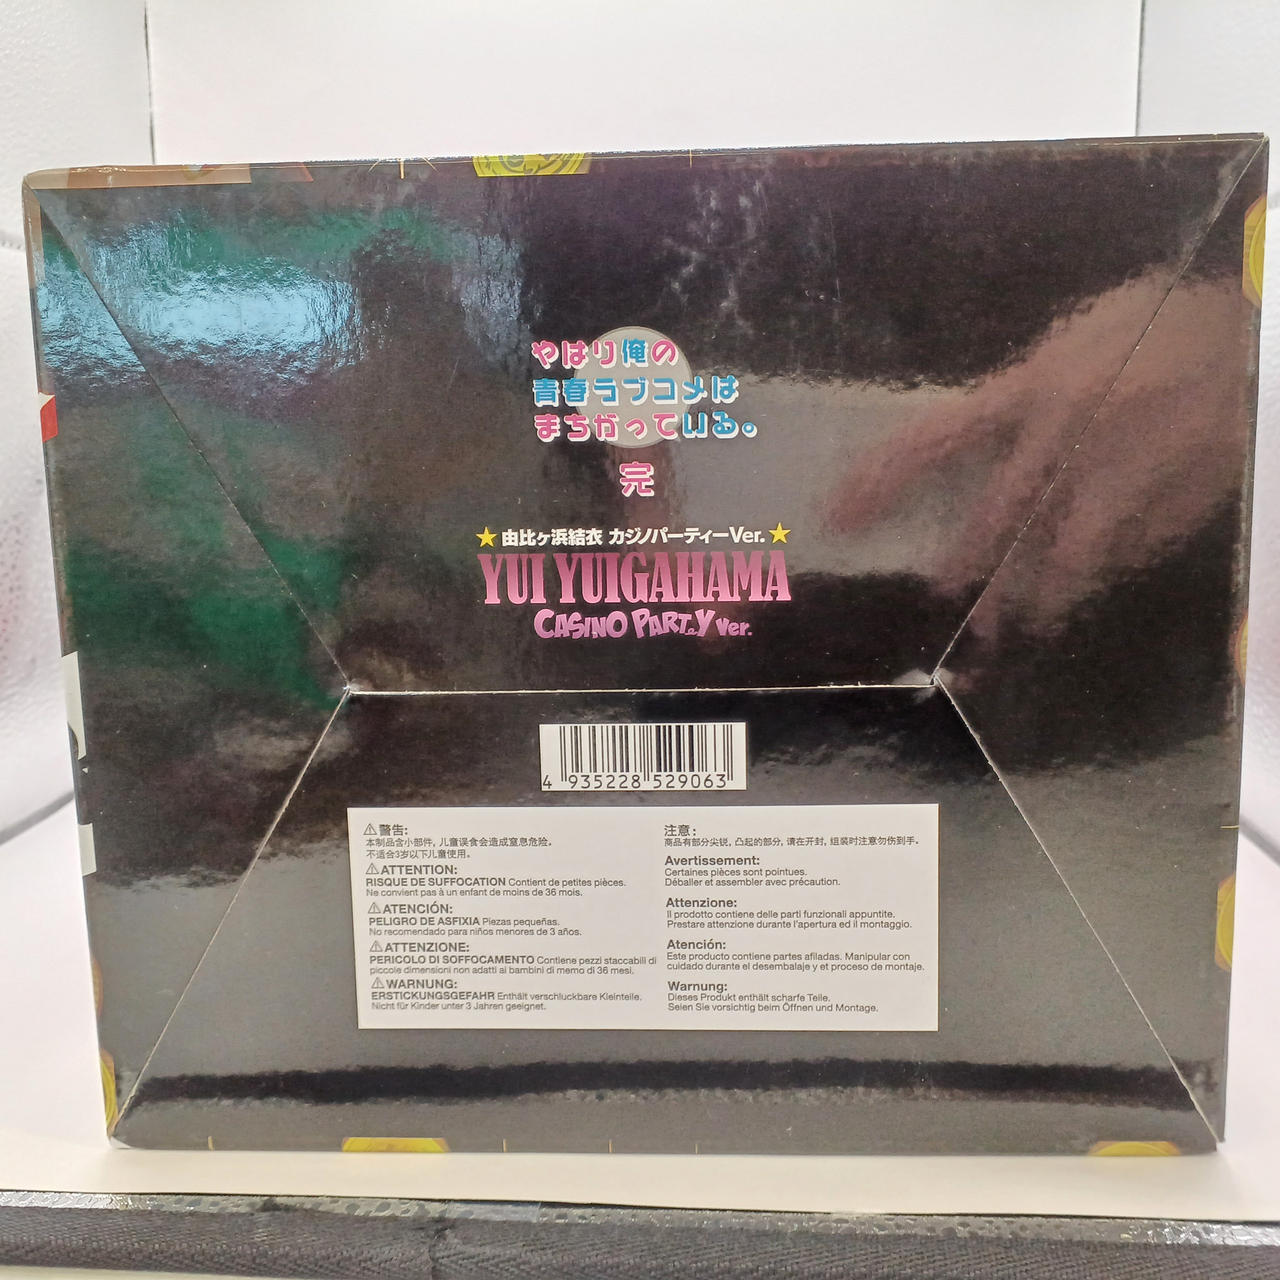 やはり俺の
青春ラブコメは
まちがっている。
完
★由比ヶ浜結衣 カジノパーティーVer.★
YUI YUIGAHAMA
CASINO PARTY Ver.
4 935228 529063
⚠警告:
本制品含小部件, 儿童误食会造成窒息危险。
不适合3岁以下儿童使用。
⚠ATTENTION:
RISQUE DE SUFFOCATION Contient de petites pièces.
Ne convient pas à un enfant de moins de 36 mois.
⚠ATENCIÓN:
PELIGRO DE ASFIXIA Piezas pequeñas.
No recomendado para niños menores de 3 años.
⚠ATTENZIONE:
PERICOLO DI SOFFOCAMENTO Contiene pezzi staccabili di
piccole dimensioni non adatti ai bambini di memo di 36 mesi.
⚠WARNUNG:
ERSTICKUNGSGEFAHR Enthält verschluckbare Kleinteile.
Nicht für Kinder unter 3 Jahren geeignet.
注意:
商品有部分尖锐, 凸起的部分, 请在开封, 组装时注意勿伤到手。
Avertissement:
Certaines pièces sont pointues.
Déballer et assembler avec précaution.
Attenzione:
Il prodotto contiene delle parti funzionali appuntite.
Prestare attenzione durante l'apertura ed il montaggio.
Atención:
Este producto contiene partes afiladas. Manipular con
cuidado durante el desembalaje y et proceso de montaje.
Warnung:
Dieses Produkt enthält scharfe Teile.
Seien Sie vorsichtig beim Öffnen und Montage.